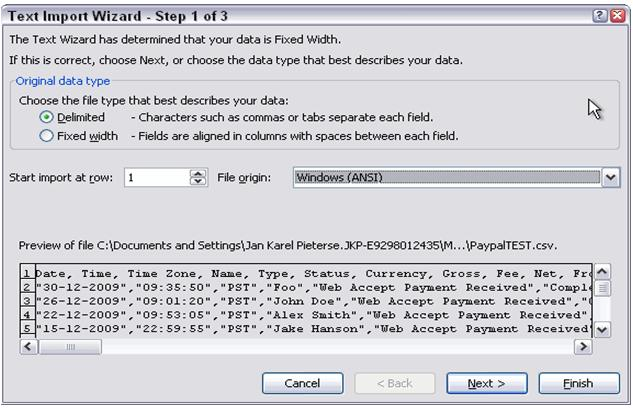 Text Import Wizard - Step 1 of 3
The Text Wizard has determined that your data is Fixed Width.
If this is correct, choose Next, or choose the data type that best describes your data.
Original data type
Choose the file type that best describes your data:
Delimited - Characters such as commas or tabs separate each field.
Fixed width - Fields are aligned in columns with spaces between each field.
Start import at row: 1 File origin: Windows (ANSI)
Preview of file C:\Documents and Settings\Jan Karel Pieterse.JKP-E9298012435\M...\PaypalTEST.csv.
1 Date, Time, Time Zone, Name, Type, Status, Currency, Gross, Fee, Net, Fro
2 "30-12-2009","09:35:50","PST","Foo","Web Accept Payment Received","Comple
3 "26-12-2009","09:01:20","PST","John Doe","Web Accept Payment Received","
4 "22-12-2009","09:53:05","PST","Alex Smith","Web Accept Payment Received",
5 "15-12-2009","22:59:55","PST","Jake Hanson","Web Accept Payment Received"
Cancel < Back Next > Finish